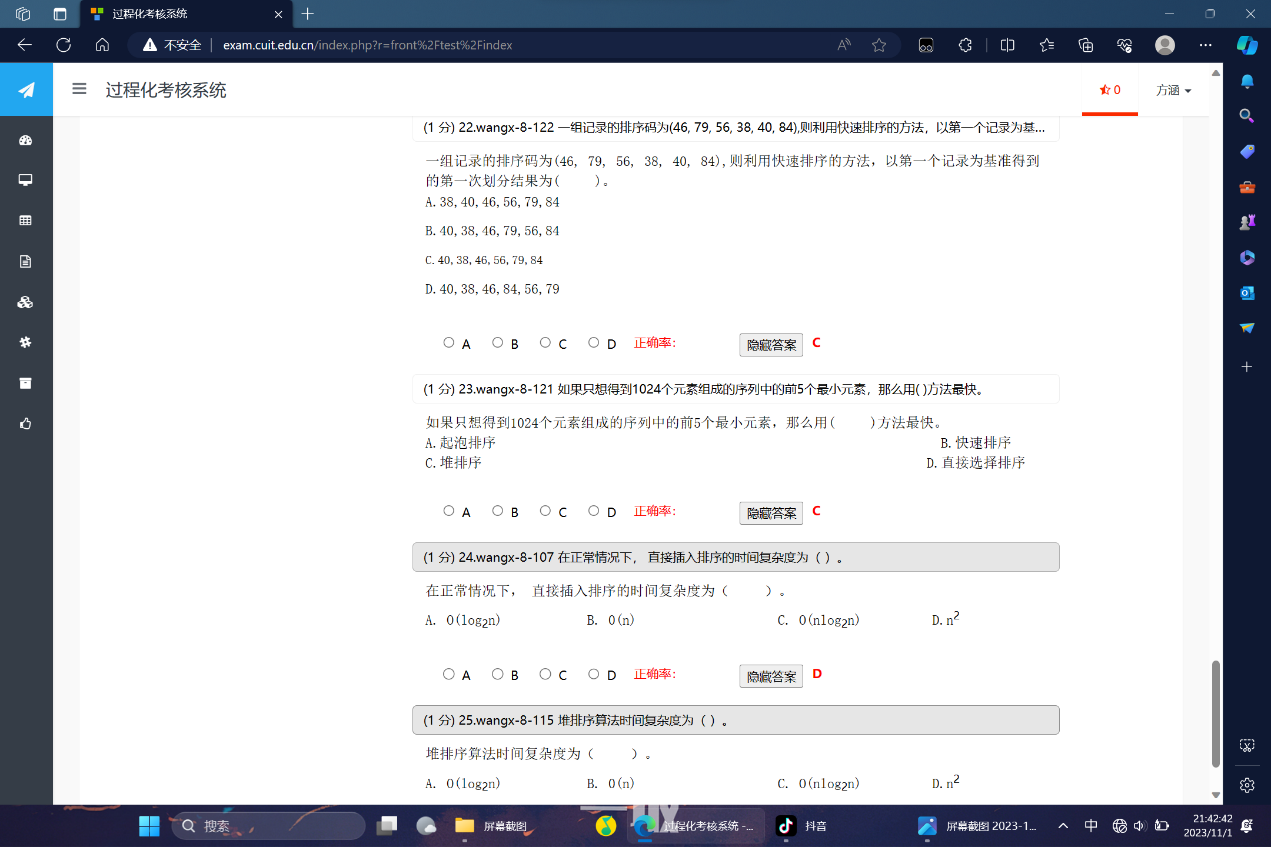 过程化考核系统
不安全 exam.cuit.edu.cn/index.php?r=front%2Ftest%2Findex
过程化考核系统
0
方涵
(1 分) 22.wangx-8-122 一组记录的排序码为(46, 79, 56, 38, 40, 84),则利用快速排序的方法，以第一个记录为基...
一组记录的排序码为(46, 79, 56, 38, 40, 84),则利用快速排序的方法，以第一个记录为基准得到
的第一次划分结果为( )。
A.38,40,46,56,79,84
B.40,38,46,79,56,84
C.40,38,46,56,79,84
D.40,38,46,84,56,79
A B C D 正确率: 隐藏答案 C
(1 分) 23.wangx-8-121 如果只想得到1024个元素组成的序列中的前5个最小元素，那么用( )方法最快。
如果只想得到1024个元素组成的序列中的前5个最小元素，那么用( )方法最快。
A.起泡排序 B.快速排序
C.堆排序 D.直接选择排序
A B C D 正确率: 隐藏答案 C
(1 分) 24.wangx-8-107 在正常情况下， 直接插入排序的时间复杂度为（ ）。
在正常情况下， 直接插入排序的时间复杂度为（ ）。
A. O(log₂n) B. O(n) C. O(nlog₂n) D.n²
A B C D 正确率: 隐藏答案 D
(1 分) 25.wangx-8-115 堆排序算法时间复杂度为（ ）。
堆排序算法时间复杂度为（ ）。
A. O(log₂n) B. O(n) C. O(nlog₂n) D.n²
搜索
屏幕截图
过程化考核系统 -...
抖音
屏幕截图 2023-1...
中
21:42:42
2023/11/1